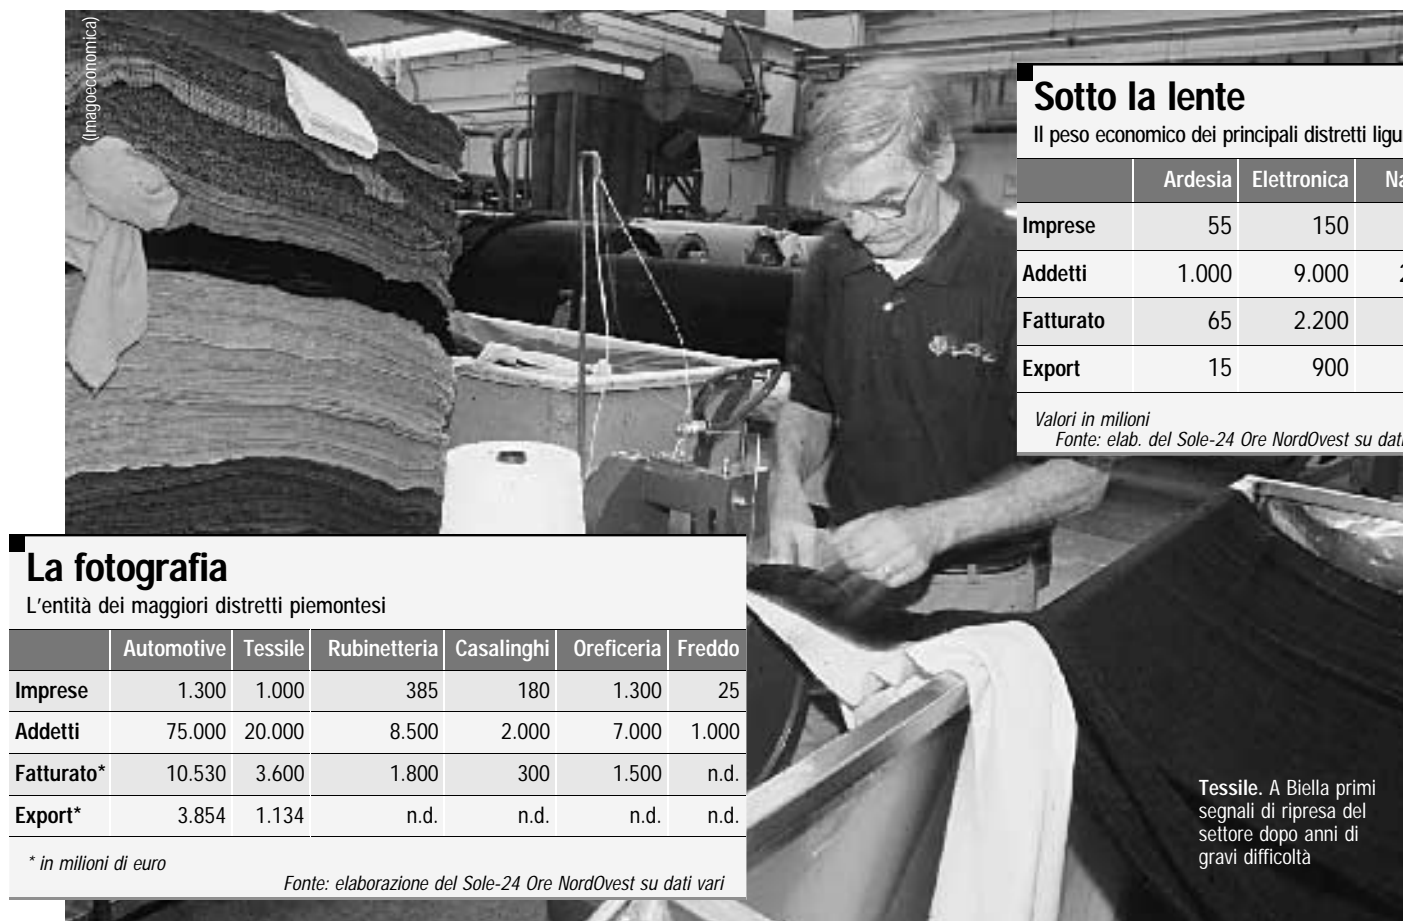 (Imagoeconomica)
Sotto la lente
Il peso economico dei principali distretti
Ardesia Elettronica
Imprese 55 150
Addetti 1.000 9.000
Fatturato 65 2.200
Export 15 900
Valori in milioni
Fonte: elab. del Sole-24 Ore NordOvest su dati
La fotografia
L'entità dei maggiori distretti piemontesi
Automotive Tessile Rubinetteria Casalinghi Oreficeria Freddo
Imprese 1.300 1.000 385 180 1.300 25
Addetti 75.000 20.000 8.500 2.000 7.000 1.000
Fatturato* 10.530 3.600 1.800 300 1.500 n.d.
Export* 3.854 1.134 n.d. n.d. n.d. n.d.
* in milioni di euro
Fonte: elaborazione del Sole-24 Ore NordOvest su dati vari
Tessile. A Biella primi
segnali di ripresa del
settore dopo anni di
gravi difficoltà